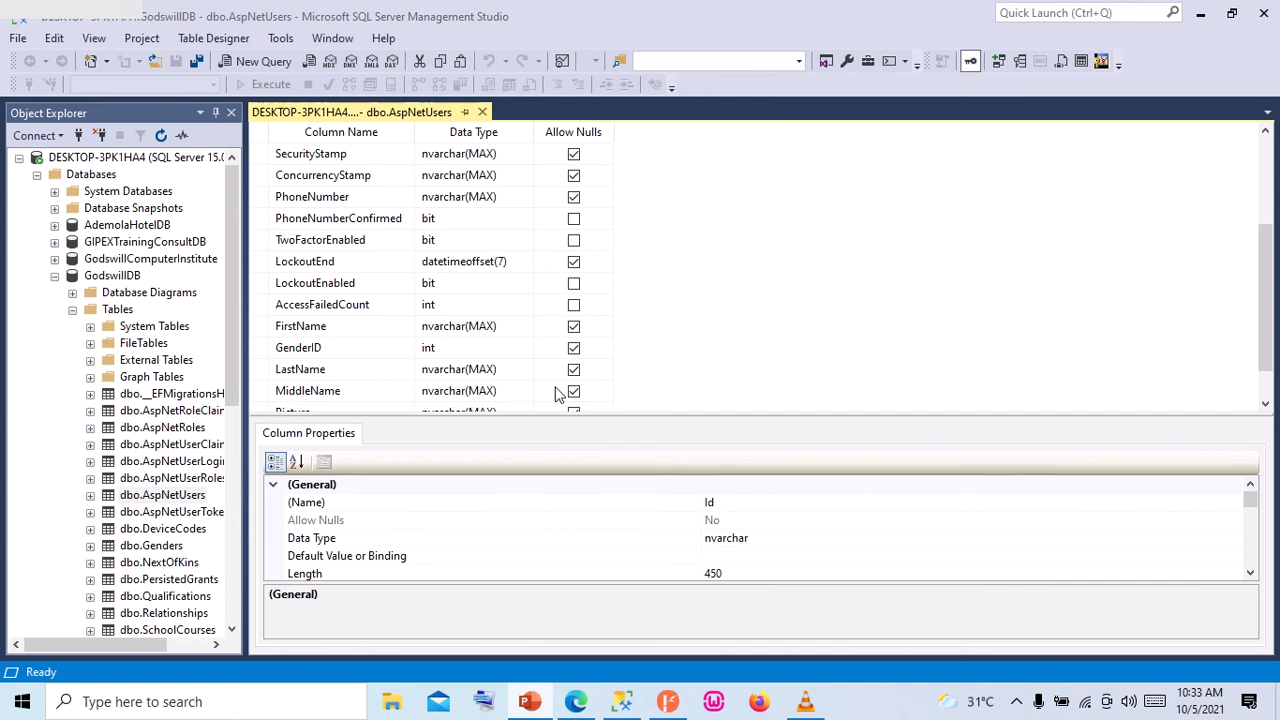 GodswillDB - dbo.AspNetUsers - Microsoft SQL Server Management Studio
Quick Launch (Ctrl+Q)
File Edit View Project Table Designer Tools Window Help
New Query
Execute
Object Explorer
DESKTOP-3PK1HA4....- dbo.AspNetUsers
Connect
DESKTOP-3PK1HA4 (SQL Server 15.0
Databases
System Databases
Database Snapshots
AdemolaHotelDB
GIPEXTrainingConsultDB
GodswillComputerInstitute
GodswillDB
Database Diagrams
Tables
System Tables
FileTables
External Tables
Graph Tables
dbo.__EFMigrationsH
dbo.AspNetRoleClain
dbo.AspNetRoles
dbo.AspNetUserClain
dbo.AspNetUserLogi
dbo.AspNetUserRoles
dbo.AspNetUsers
dbo.AspNetUserToke
dbo.DeviceCodes
dbo.Genders
dbo.NextOfKins
dbo.PersistedGrants
dbo.Qualifications
dbo.Relationships
dbo.SchoolCourses
Column Name Data Type Allow Nulls
SecurityStamp nvarchar(MAX)
ConcurrencyStamp nvarchar(MAX)
PhoneNumber nvarchar(MAX)
PhoneNumberConfirmed bit
TwoFactorEnabled bit
LockoutEnd datetimeoffset(7)
LockoutEnabled bit
AccessFailedCount int
FirstName nvarchar(MAX)
GenderID int
LastName nvarchar(MAX)
MiddleName nvarchar(MAX)
Picture nvarchar(MAX)
Column Properties
(General)
(Name) Id
Allow Nulls No
Data Type nvarchar
Default Value or Binding
Length 450
(General)
Ready
Type here to search
31°C
10:33 AM
10/5/2021